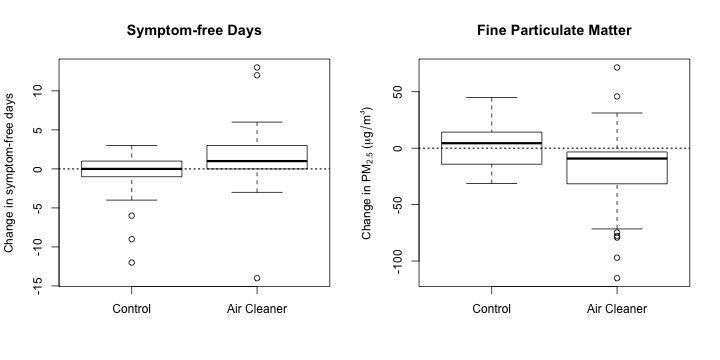 Symptom-free Days
Change in symptom-free days
10
5
0
-5
-10
-15
Control
Air Cleaner
Fine Particulate Matter
Change in PM2.5 (μg/m³)
50
0
-50
-100
Control
Air Cleaner